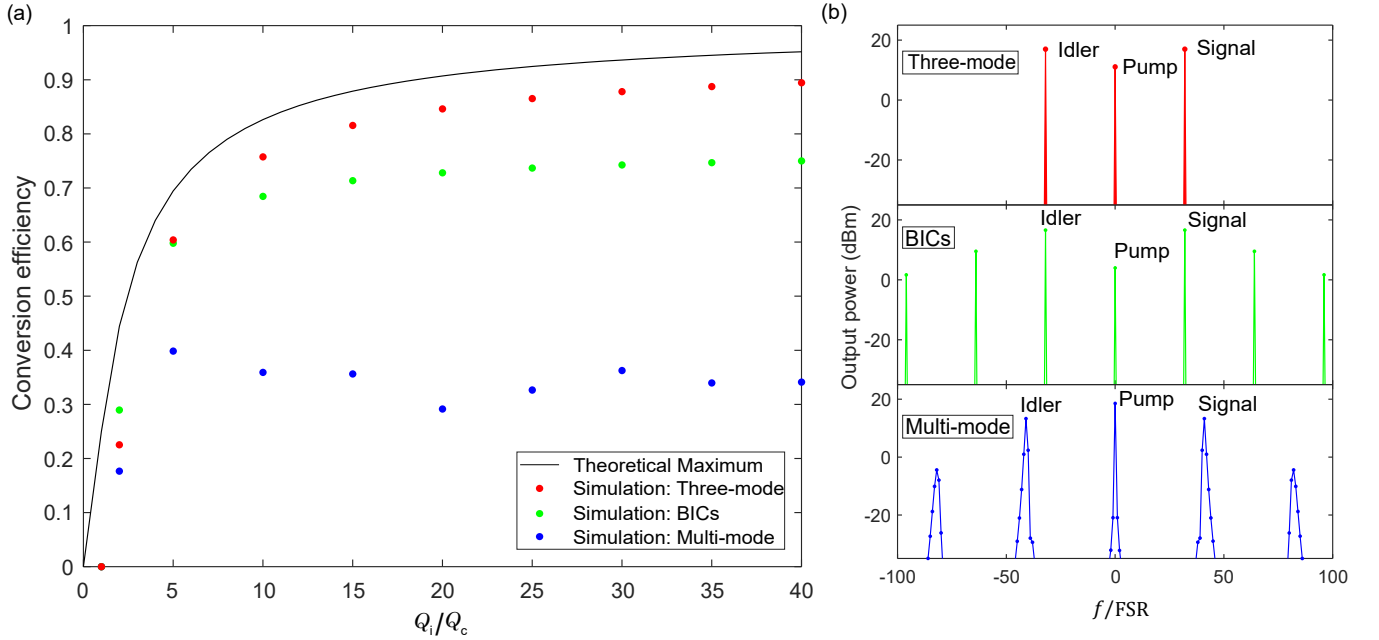 (a)
1
0.9
0.8
0.7
0.6
0.5
0.4
0.3
0.2
0.1
0
Conversion efficiency
Theoretical Maximum
Simulation: Three-mode
Simulation: BICs
Simulation: Multi-mode
0 5 10 15 20 25 30 35 40
Qi/Qc
(b)
20
0
-20
Three-mode
Idler
Pump
Signal
20
0
-20
BICs
Idler
Pump
Signal
20
0
-20
Multi-mode
Idler
Pump
Signal
Output power (dBm)
-100 -50 0 50 100
f/FSR